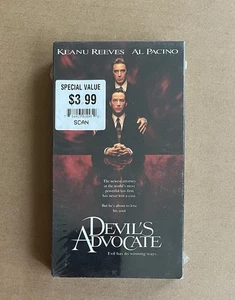 KEANU REEVES AL PACINO
SPECIAL VALUE
$3.99
SCAN
The newest attorney
at the world's most
powerful law firm
has never lost a case.
But he's about to lose
his soul.
DEVIL'S
ADVOCATE
Evil has its winning ways.